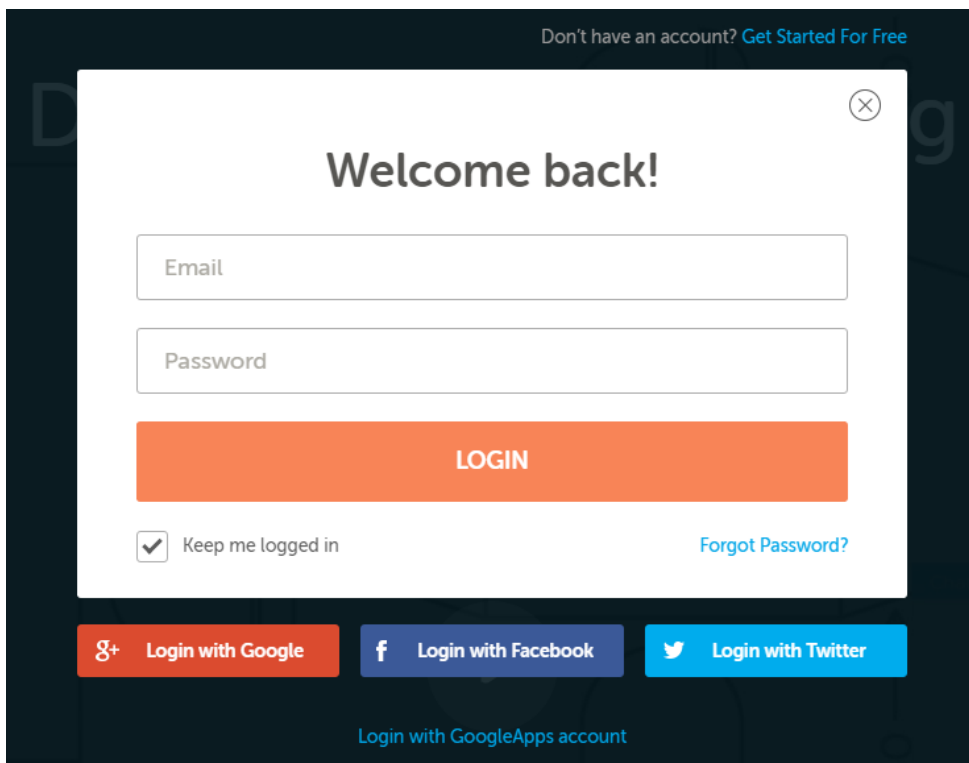 Don't have an account? Get Started For Free
Welcome back!
Email
Password
LOGIN
Keep me logged in
Forgot Password?
g+ Login with Google
f Login with Facebook
Login with Twitter
Login with GoogleApps account